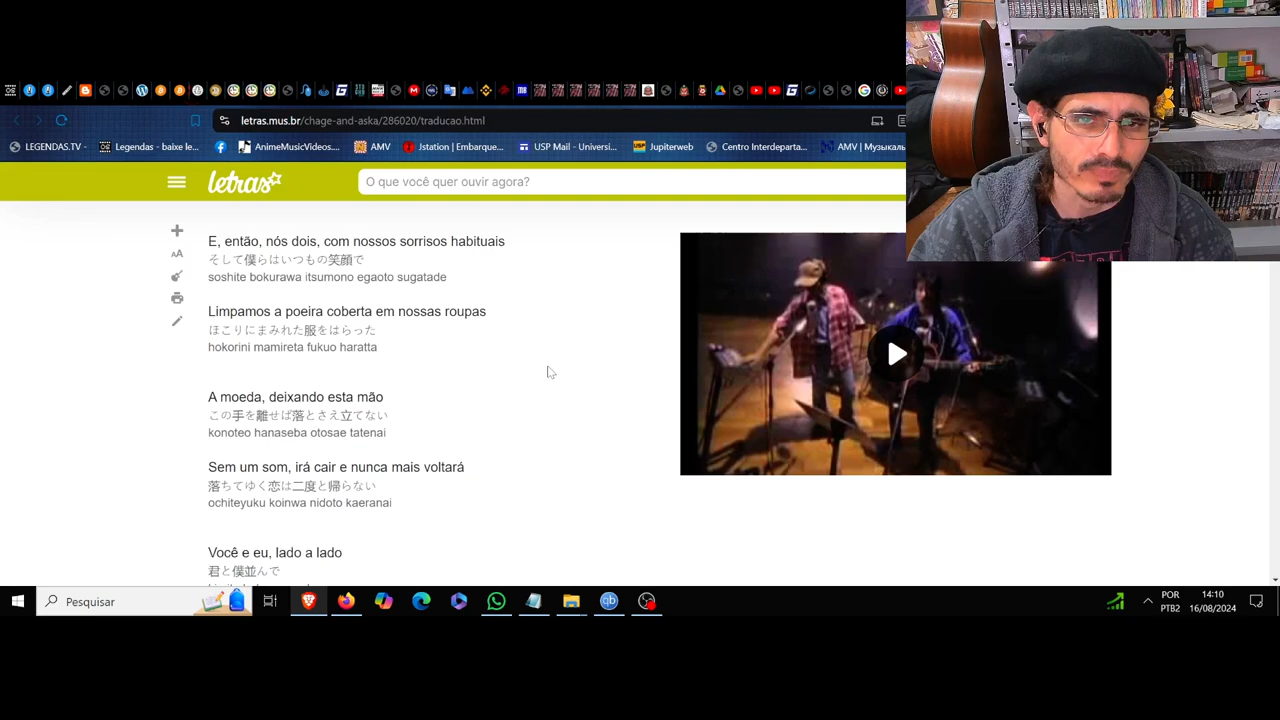 letras.mus.br/chage-and-aska/286020/traducao.html
LEGENDAS.TV -
Legendas - baixe le...
AnimeMusicVideos....
AMV
Jstation | Embarque...
USP Mail - Universi...
Jupiterweb
Centro Interdeparta...
AMV | Музыкаль
letras
O que você quer ouvir agora?
E, então, nós dois, com nossos sorrisos habituais
そして僕らはいつもの笑顔で
soshite bokurawa itsumono egaoto sugatade
Limpamos a poeira coberta em nossas roupas
ほこりにまみれた服をはらった
hokorini mamireta fukuo haratta
A moeda, deixando esta mão
この手を離せば落とさえ立てない
konoteo hanaseba otosae tatenai
Sem um som, irá cair e nunca mais voltará
落ちてゆく恋は二度と帰らない
ochiteyuku koinwa nidoto kaeranai
Você e eu, lado a lado
君と僕並んで
Pesquisar
POR
PTB2
14:10
16/08/2024